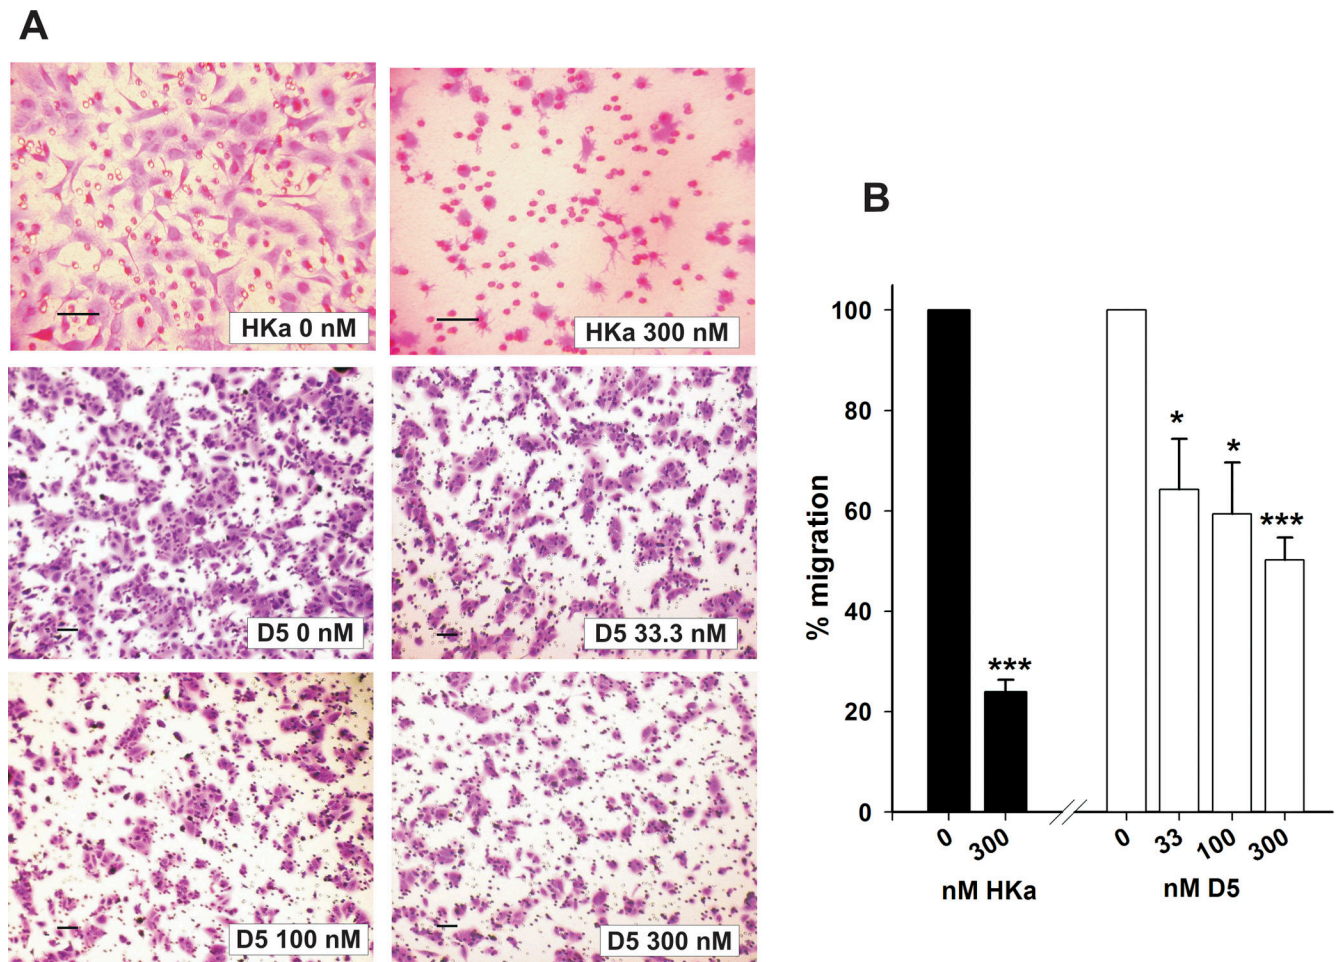 A
HKa 0 nM
HKa 300 nM
D5 0 nM
D5 33.3 nM
D5 100 nM
D5 300 nM
B
% migration
100
80
60
40
20
0
***
*
*
***
0
300
0
33
100
300
nM HKa
nM D5